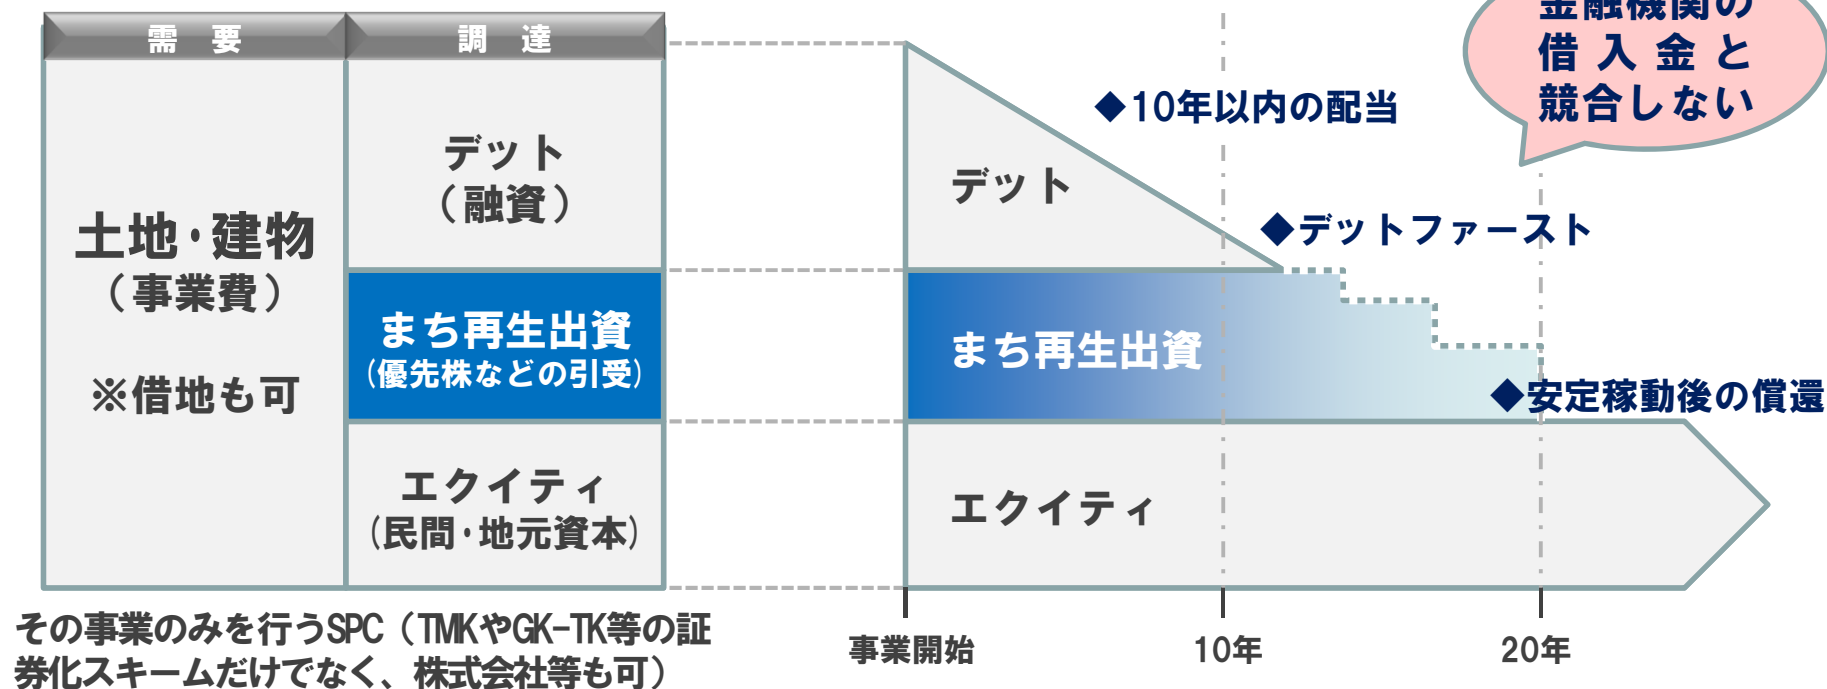 需要
調達
土地・建物
（事業費）
※借地も可
デット
（融資）
まち再生出資
(優先株などの引受)
エクイティ
(民間・地元資本)
その事業のみを行うSPC（TMKやGK-TK等の証
券化スキームだけでなく、株式会社等も可）
金融機関の
借入金と
競合しない
◆10年以内の配当
デット
◆デットファースト
まち再生出資
◆安定稼動後の償還
エクイティ
事業開始
10年
20年